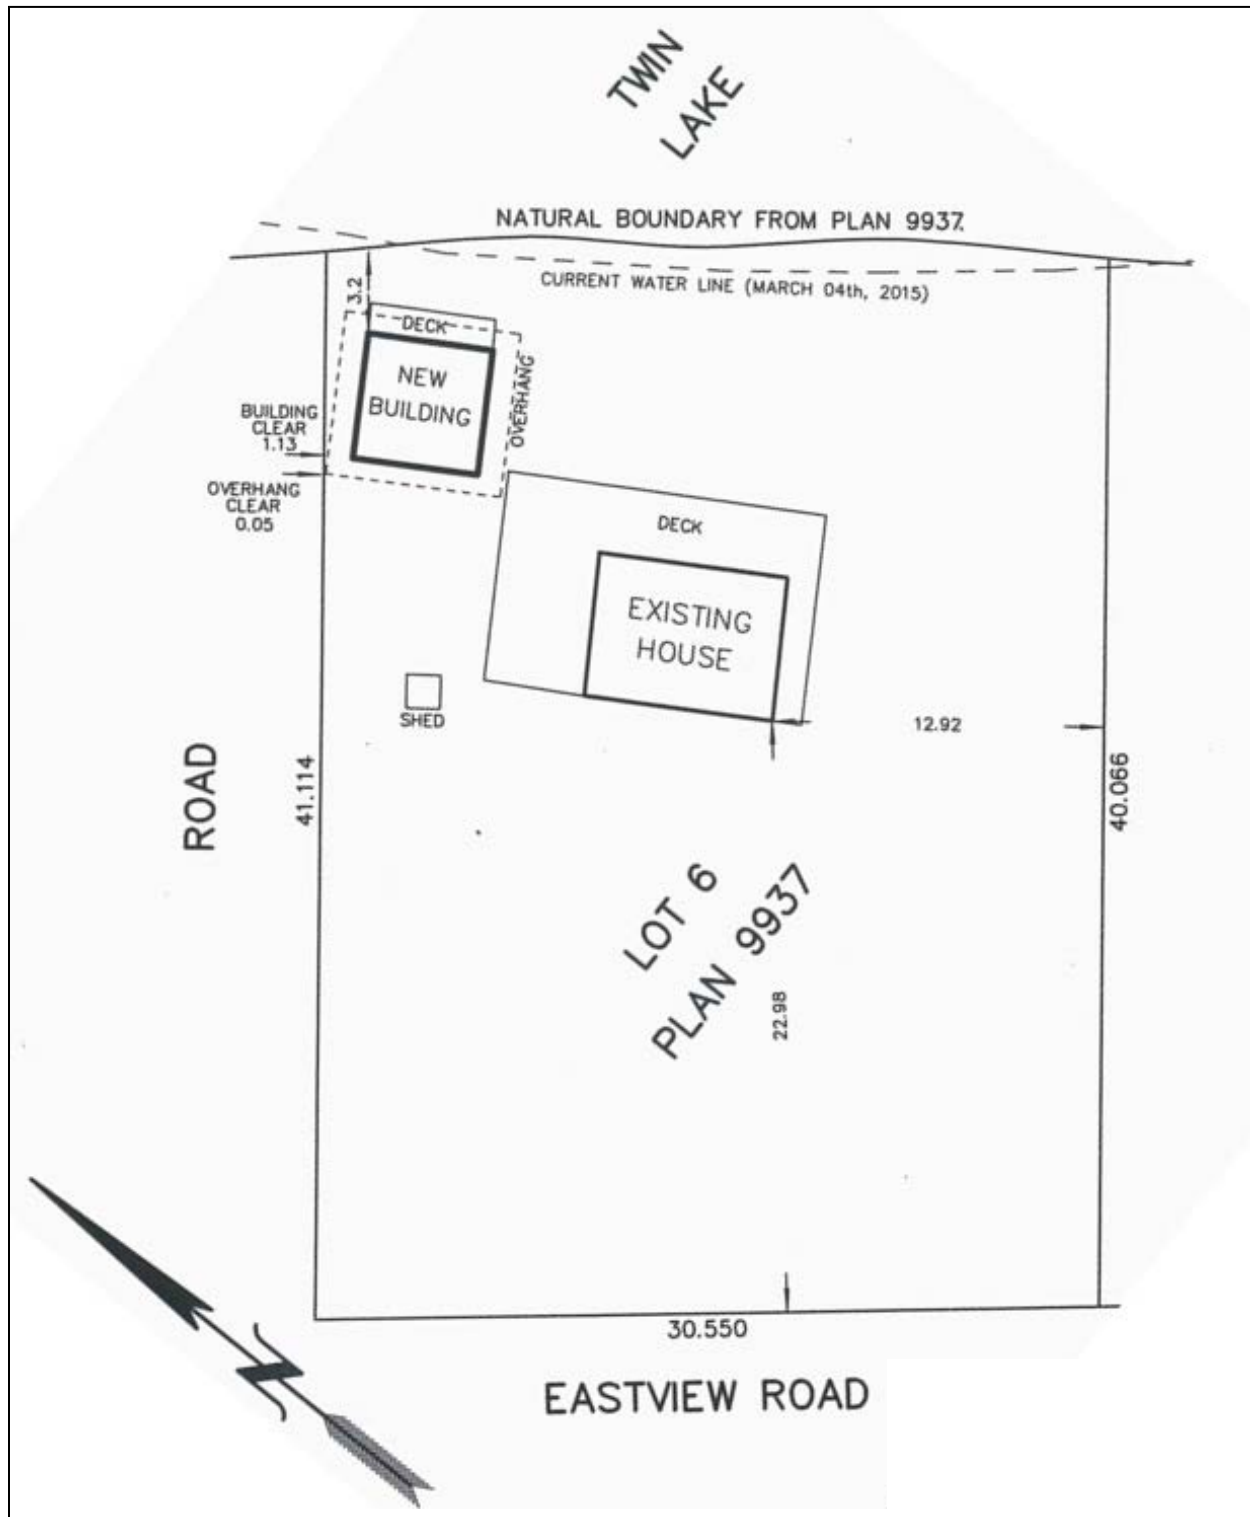 TWIN
LAKE
NATURAL BOUNDARY FROM PLAN 9937.
CURRENT WATER LINE (MARCH 04th, 2015)
3.2
DECK
NEW
BUILDING
OVERHANG
BUILDING
CLEAR
1.13
OVERHANG
CLEAR
0.05
DECK
EXISTING
HOUSE
SHED
12.92
ROAD
41.114
40.066
LOT 6
PLAN 9937
22.98
30.550
EASTVIEW ROAD